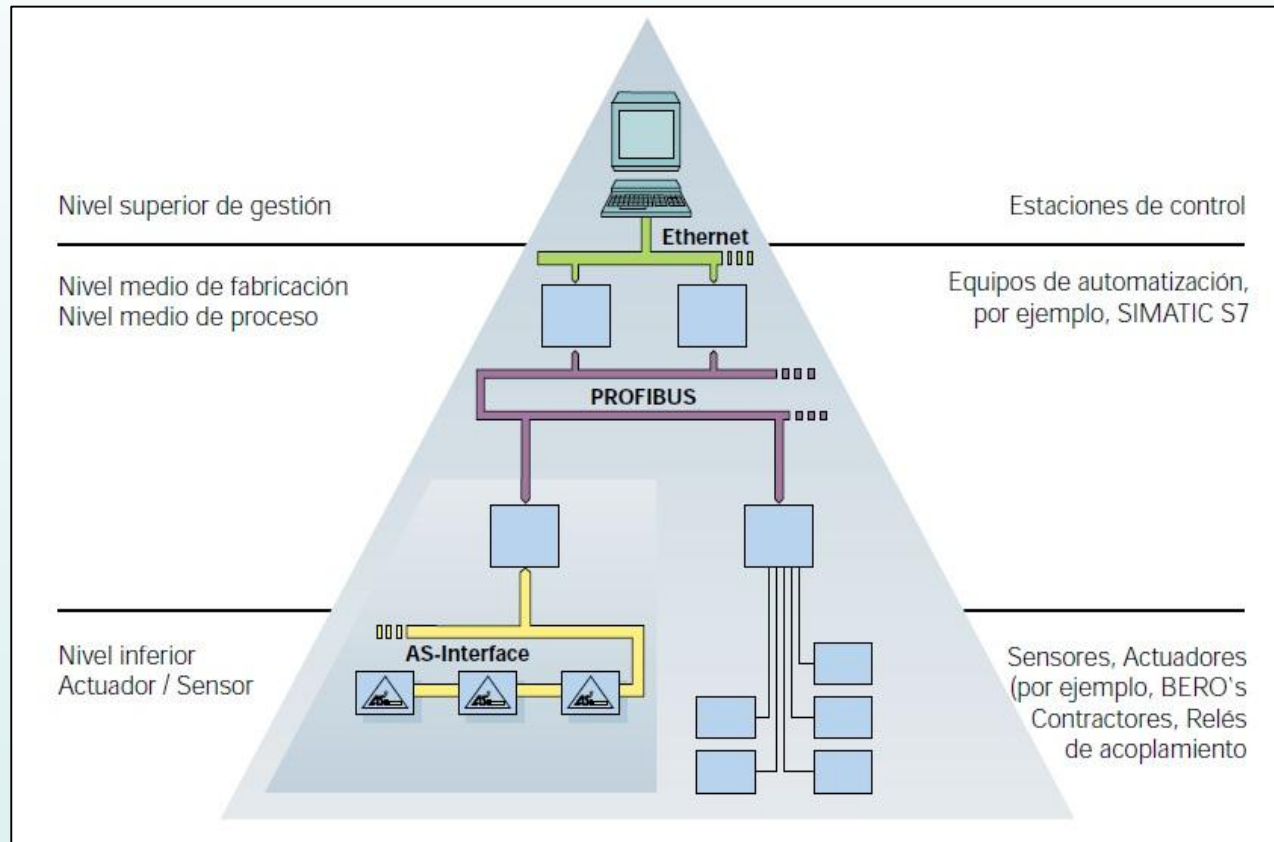 Nivel superior de gestión
Estaciones de control
Ethernet
Nivel medio de fabricación
Nivel medio de proceso
Equipos de automatización,
por ejemplo, SIMATIC S7
PROFIBUS
AS-Interface
Nivel inferior
Actuador / Sensor
Sensores, Actuadores
(por ejemplo, BERO`s
Contractores, Relés
de acoplamiento